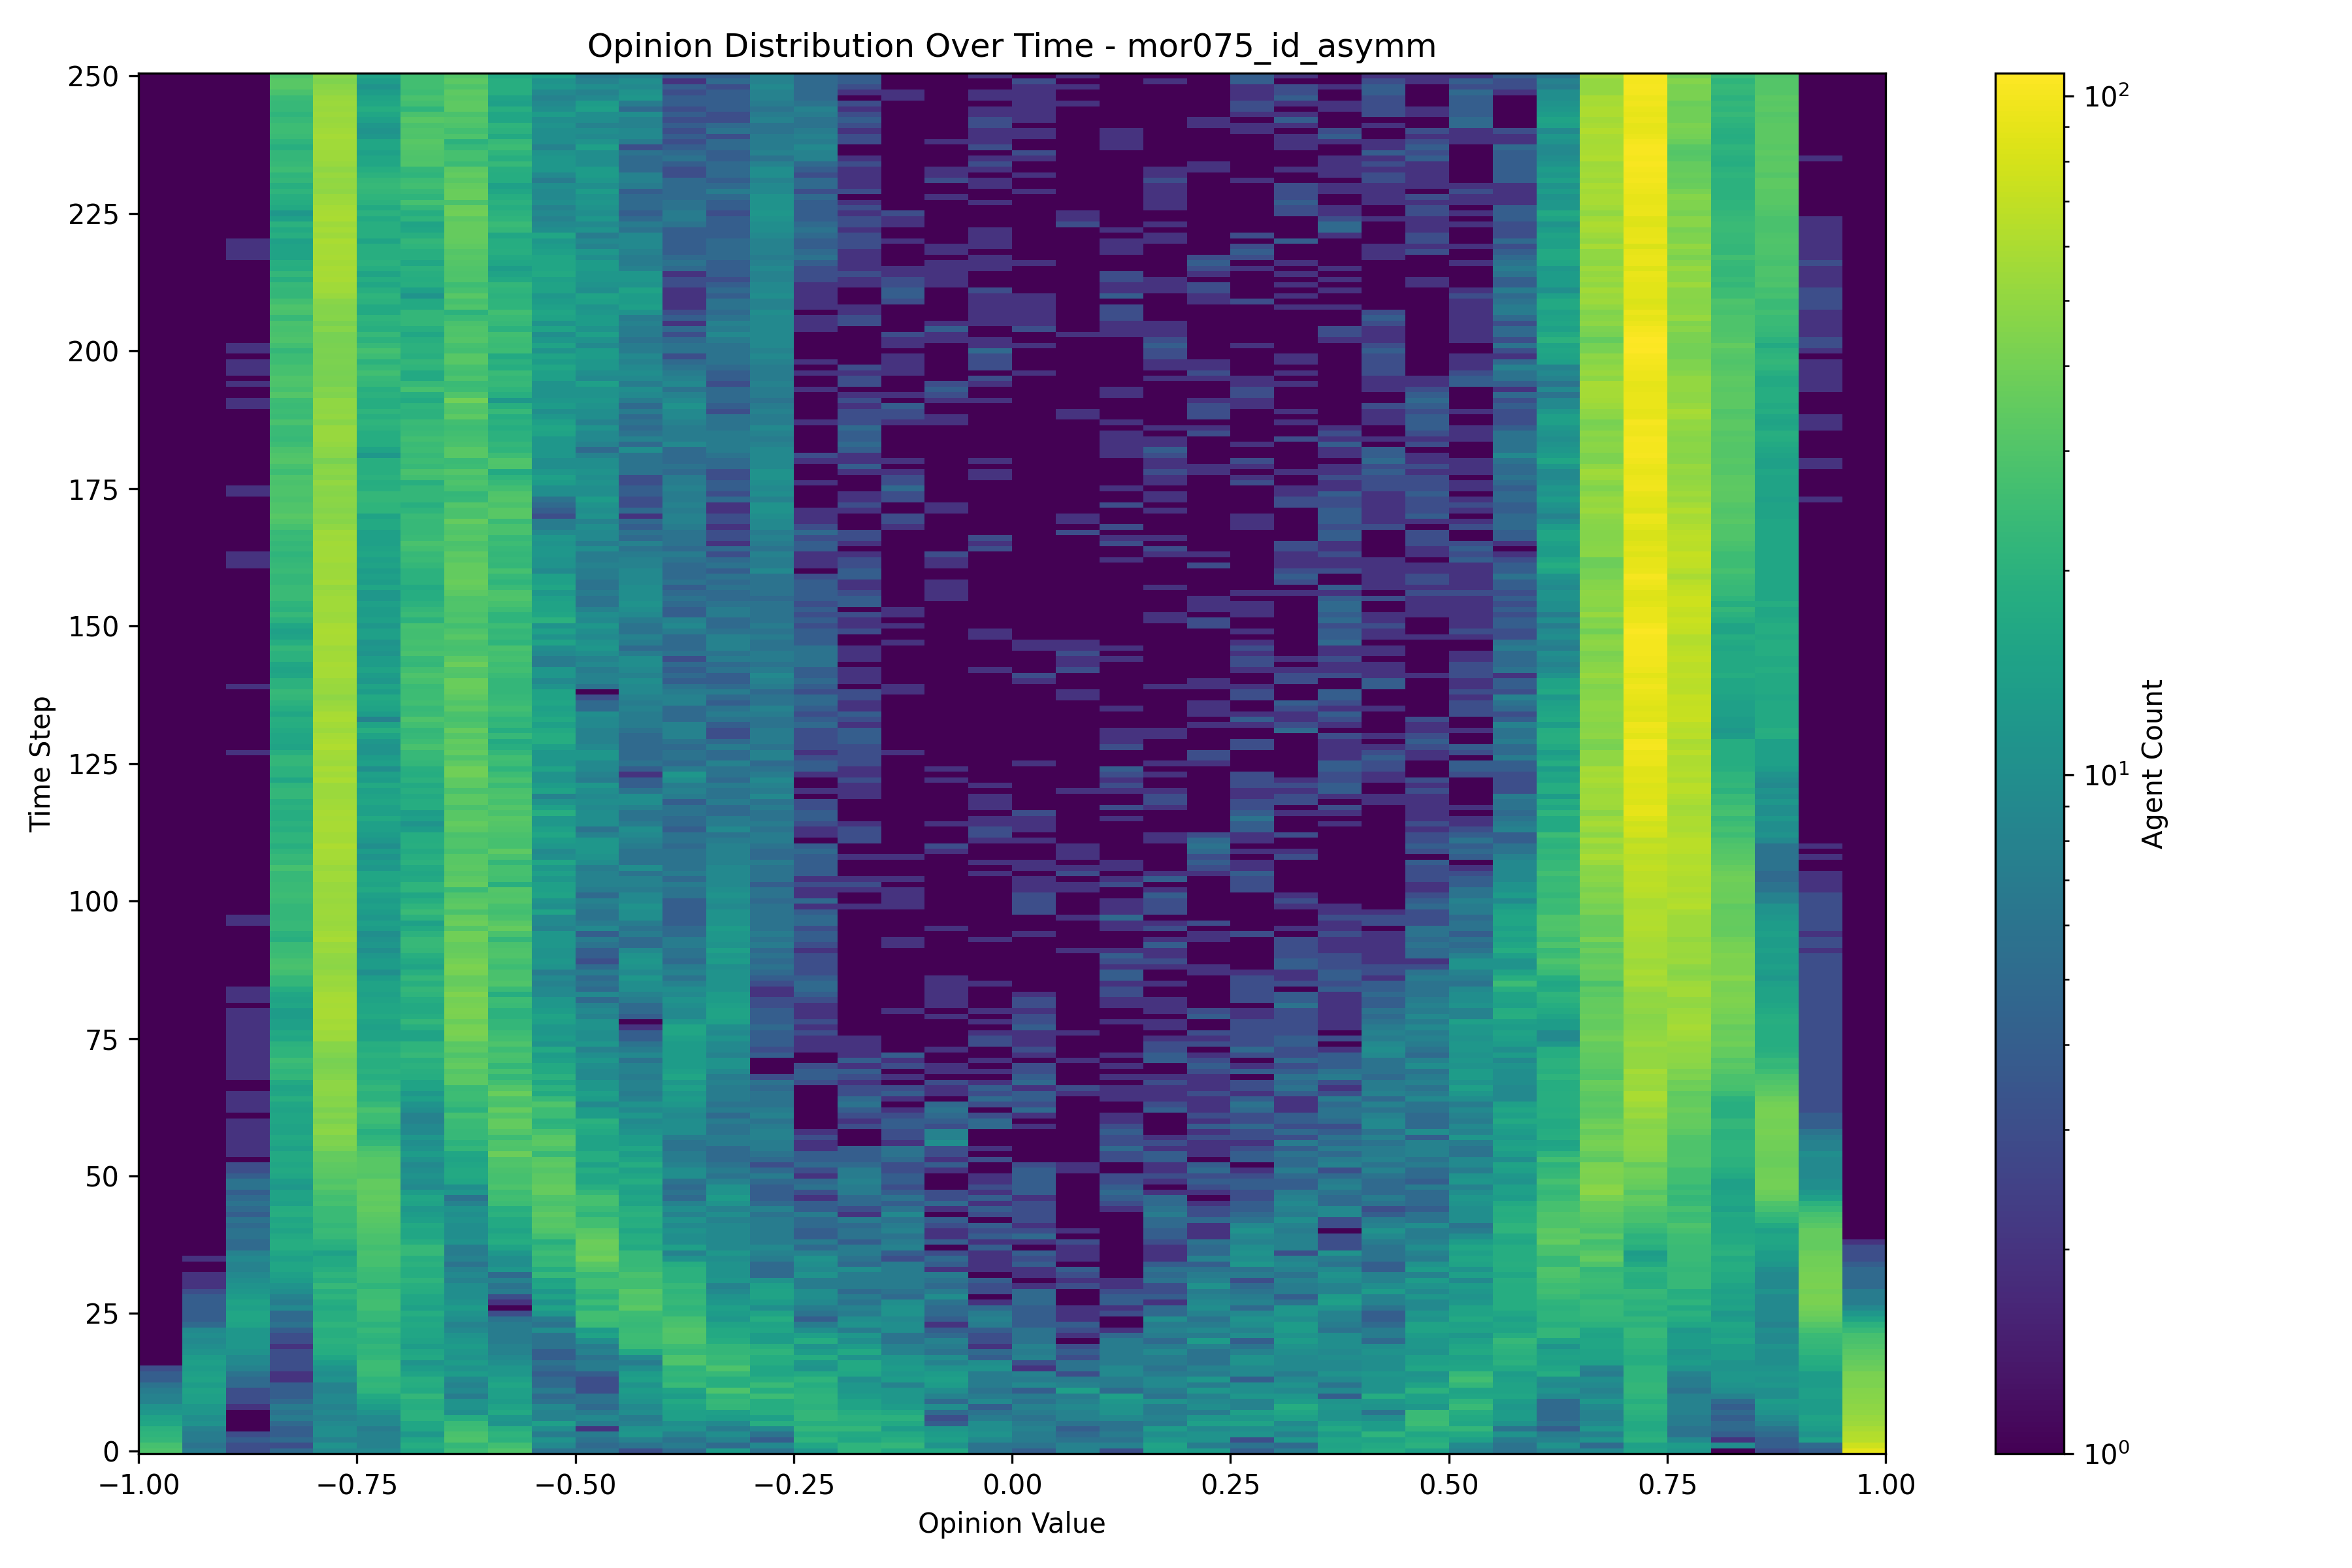 Opinion Distribution Over Time - mor075_id_asymm
250
225
200
175
150
125
100
75
50
25
0
Time Step
−1.00 −0.75 −0.50 −0.25 0.00 0.25 0.50 0.75 1.00
Opinion Value
10²
10¹
10⁰
Agent Count